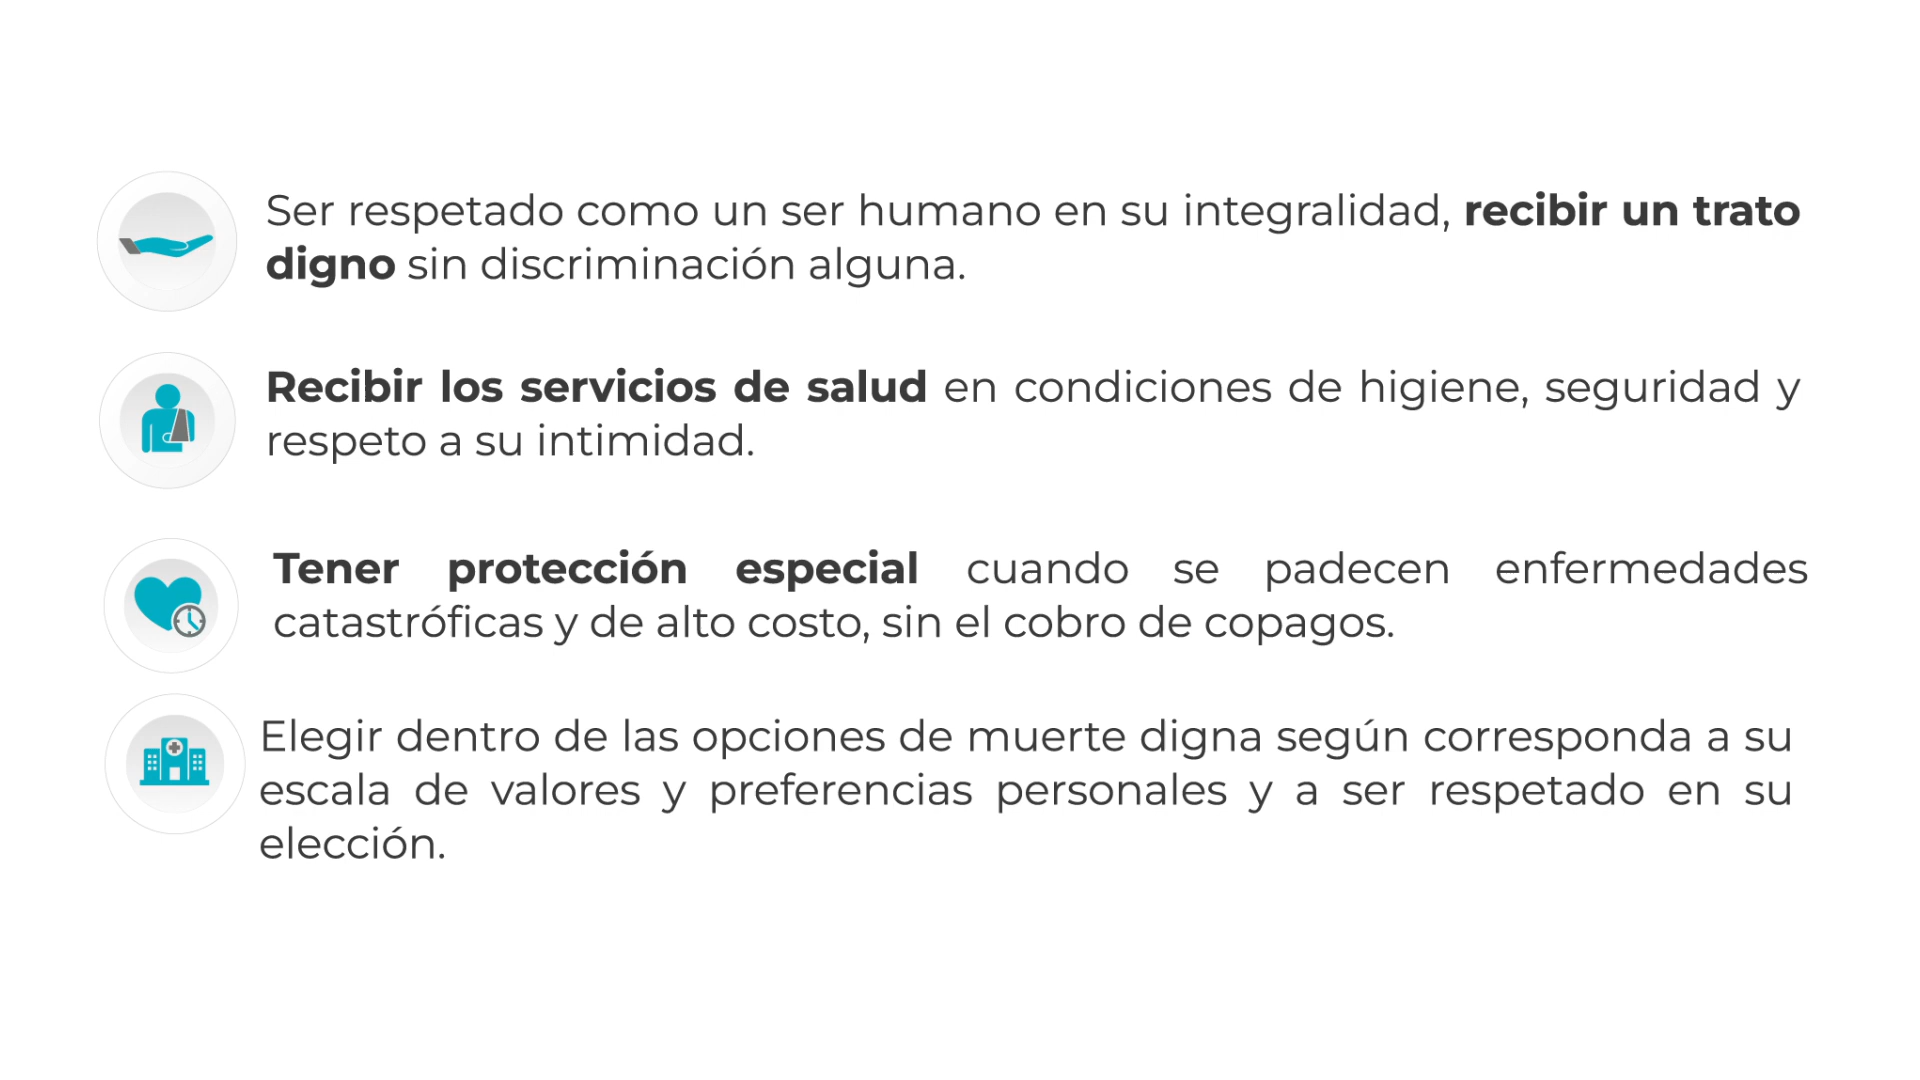 Ser respetado como un ser humano en su integralidad, recibir un trato
digno sin discriminación alguna.
Recibir los servicios de salud en condiciones de higiene, seguridad y
respeto a su intimidad.
Tener protección especial cuando se padecen enfermedades
catastróficas y de alto costo, sin el cobro de copagos.
Elegir dentro de las opciones de muerte digna según corresponda a su
escala de valores y preferencias personales y a ser respetado en su
elección.